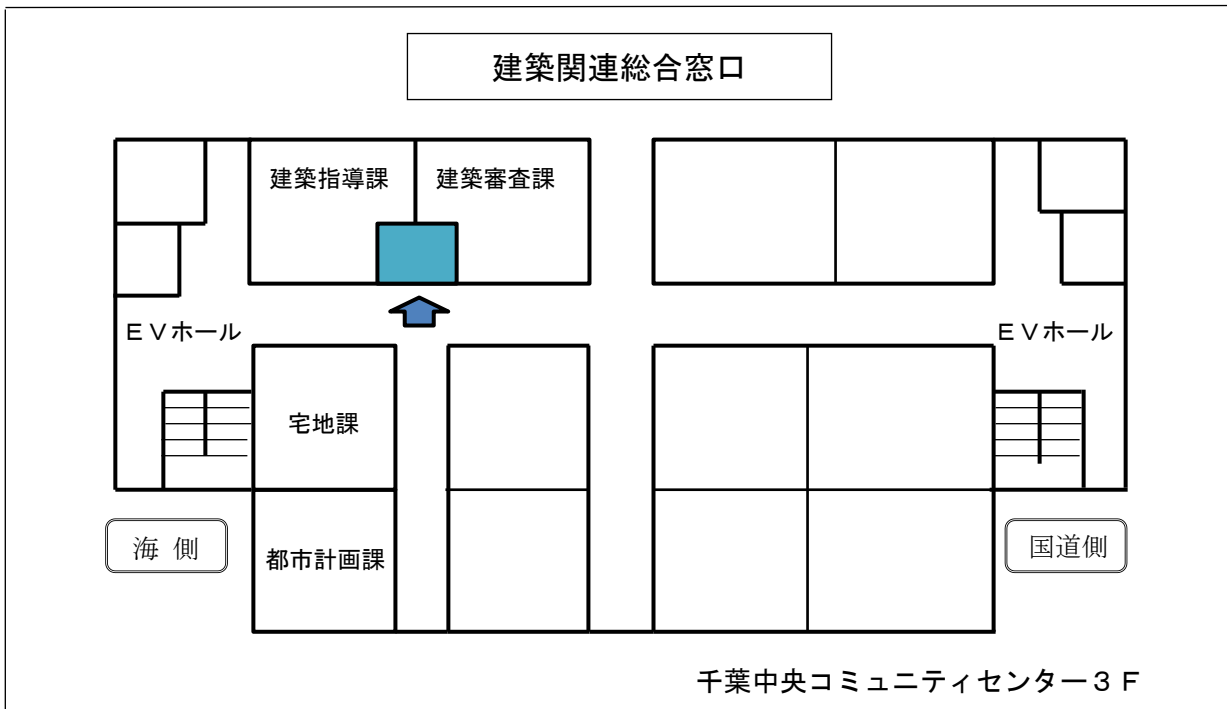 建築関連総合窓口
建築指導課
建築審査課
ＥＶホール
ＥＶホール
宅地課
海 側
都市計画課
国道側
千葉中央コミュニティセンター３Ｆ